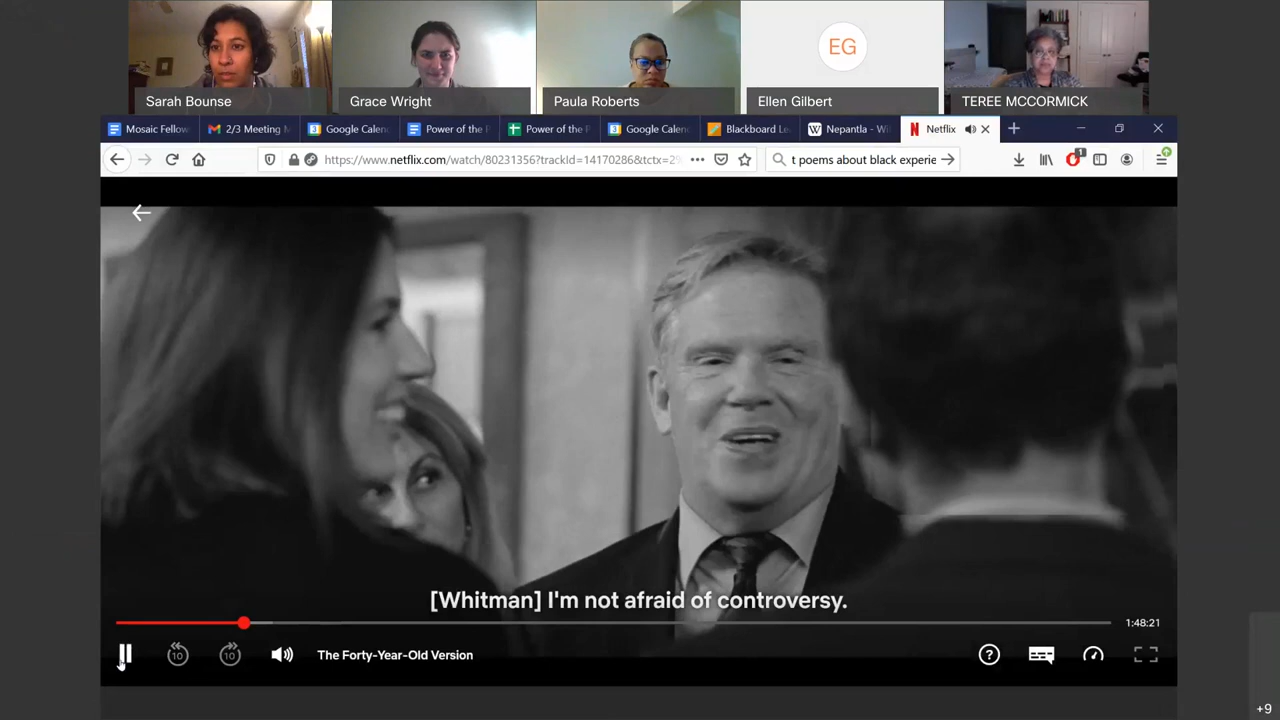 EG
Sarah Bounse
Grace Wright
Paula Roberts
Ellen Gilbert
TEREE MCCORMICK
Mosaic Fellow
2/3 Meeting
Google Calen
Power of the
Power of the
Google Calen
Blackboard Le
Nepantla - Wi
Netflix
https://www.netflix.com/watch/80231356?trackId=14170286&tctx=2
t poems about black experie
1
[Whitman] I'm not afraid of controversy.
1:48:21
10
10
The Forty-Year-Old Version
?
+9